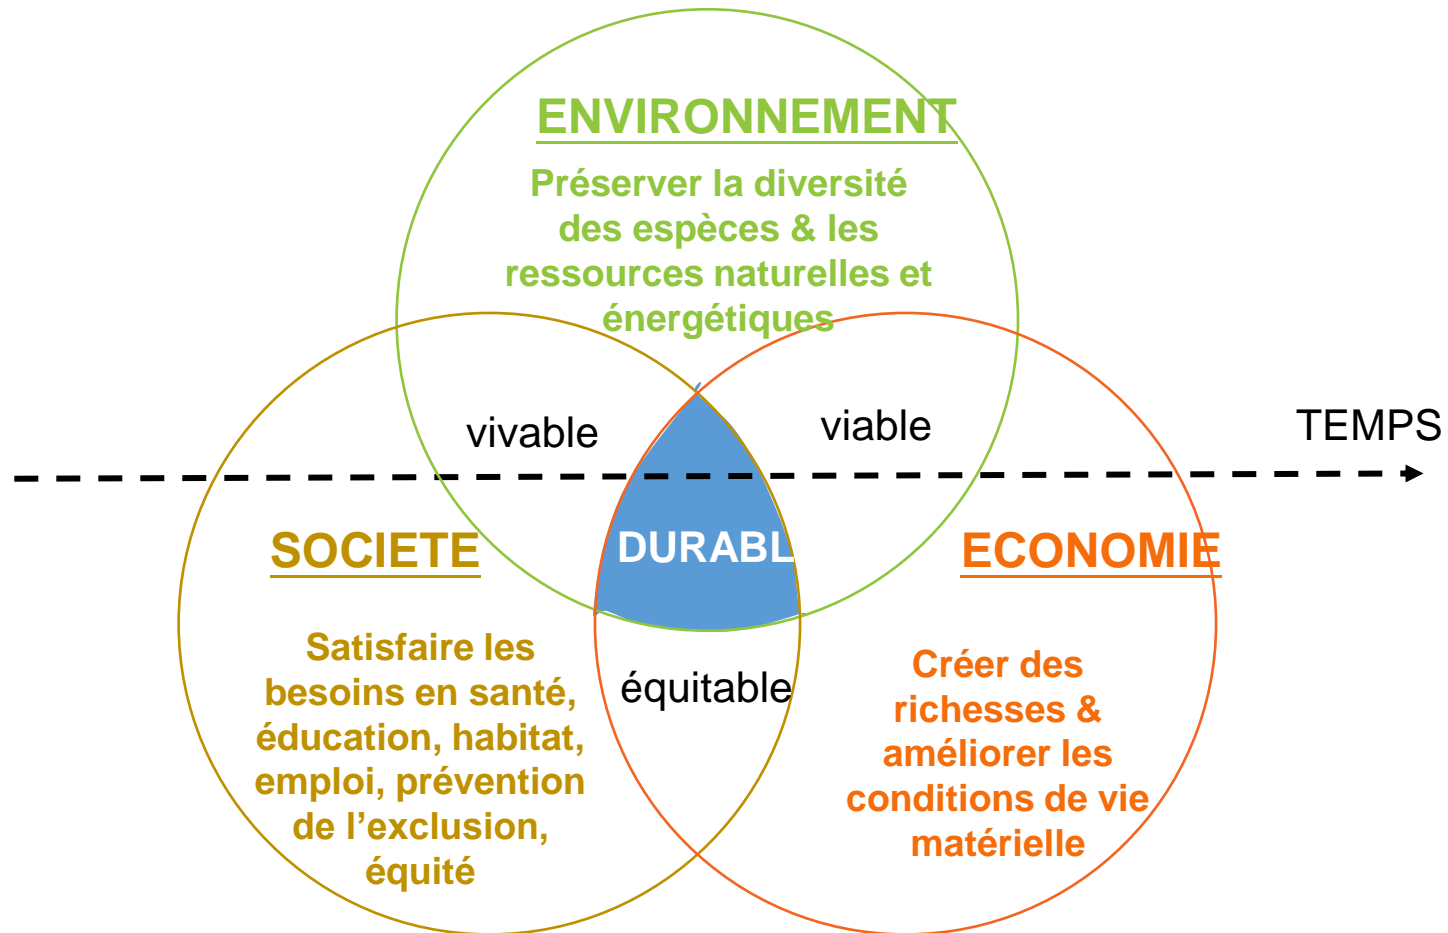 ENVIRONNEMENT
Préserver la diversité
des espèces & les
ressources naturelles et
énergétiques
vivable
viable
TEMPS
SOCIETE
DURABL
ECONOMIE
Satisfaire les
besoins en santé,
éducation, habitat,
emploi, prévention
de l’exclusion,
équité
équitable
Créer des
richesses &
améliorer les
conditions de vie
matérielle